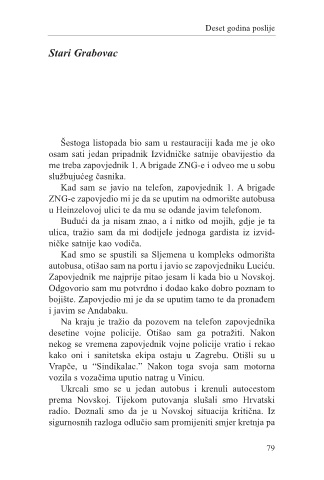 Deset godina poslije
Stari Grabovac
Šestoga listopada bio sam u restauraciji kada me je oko
osam sati jedan pripadnik Izvidničke satnije obavijestio da
me treba zapovjednik 1. A brigade ZNG-e i odveo me u sobu
službujućeg časnika.
Kad sam se javio na telefon, zapovjednik 1. A brigade
ZNG-e zapovjedio mi je da se uputim na odmorište autobusa
u Heinzelovoj ulici te da mu se odande javim telefonom.
Budući da ja nisam znao, a i nitko od mojih, gdje je ta
ulica, tražio sam da mi dodijele jednoga gardista iz izvid-
ničke satnije kao vodiča.
Kad smo se spustili sa Sljemena u kompleks odmorišta
autobusa, otišao sam na portu i javio se zapovjedniku Luciću.
Zapovjednik me najprije pitao jesam li kada bio u Novskoj.
Odgovorio sam mu potvrdno i dodao kako dobro poznam to
bojište. Zapovjedio mi je da se uputim tamo te da pronađem
i javim se Anđabaku.
Na kraju je tražio da pozovem na telefon zapovjednika
desetine vojne policije. Otišao sam ga potražiti. Nakon
nekog se vremena zapovjednik vojne policije vratio i rekao
kako oni i sanitetska ekipa ostaju u Zagrebu. Otišli su u
Vrapče, u “Sindikalac.” Nakon toga svoja sam motorna
vozila s vozačima uputio natrag u Vinicu.
Ukrcali smo se u jedan autobus i krenuli autocestom
prema Novskoj. Tijekom putovanja slušali smo Hrvatski
radio. Doznali smo da je u Novskoj situacija kritična. Iz
sigurnosnih razloga odlučio sam promijeniti smjer kretnja pa
79